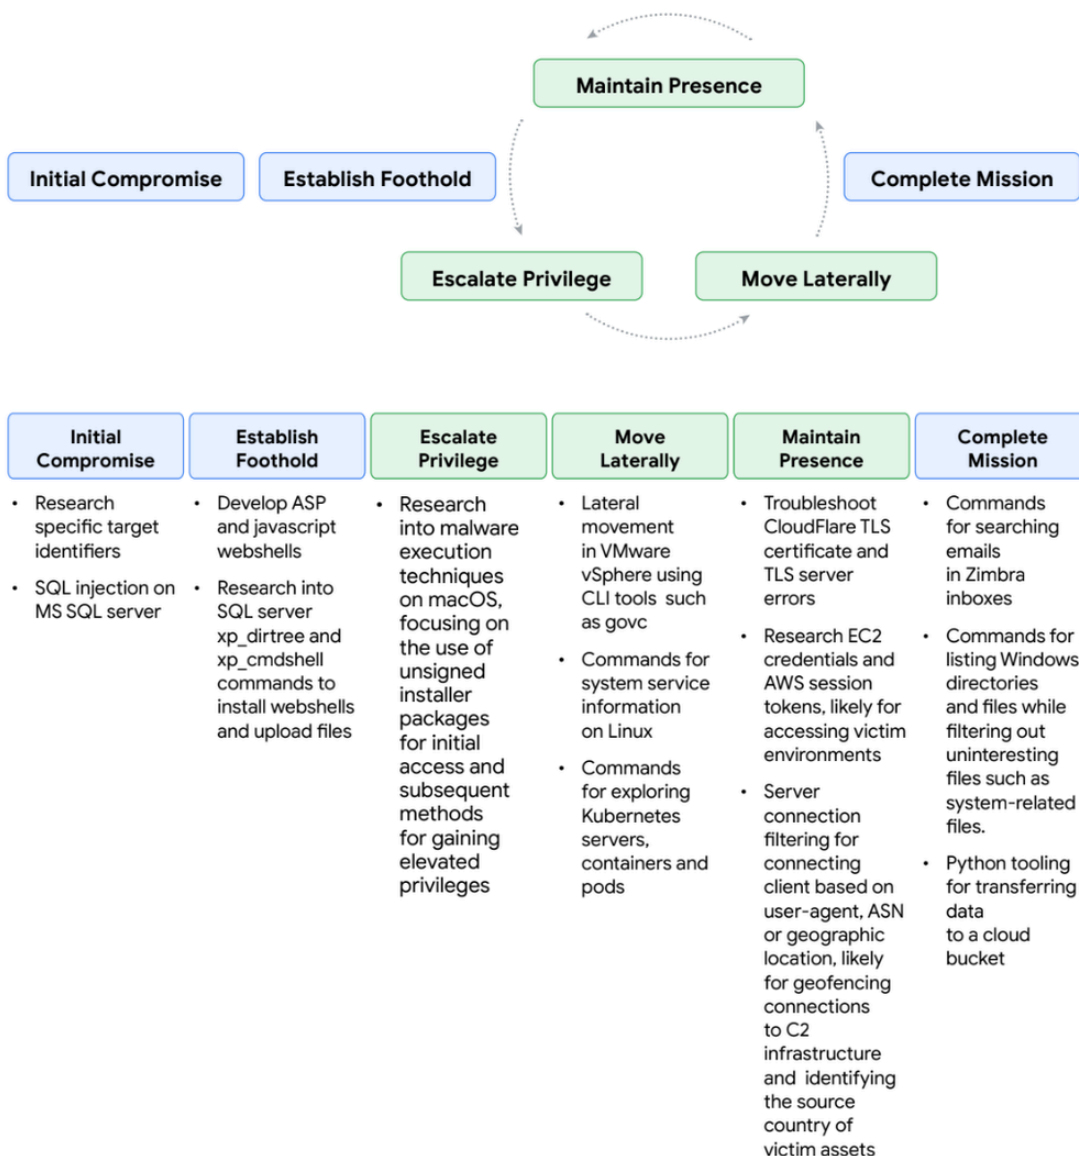 Maintain Presence
Initial Compromise
Establish Foothold
Complete Mission
Escalate Privilege
Move Laterally
Initial
Compromise
• Research
specific target
identifiers
• SQL injection on
MS SQL server
Establish
Foothold
• Develop ASP
and javascript
webshells
• Research into
SQL server
xp_dirtree and
xp_cmdshell
commands to
install webshells
and upload files
Escalate
Privilege
• Research
into malware
execution
techniques
on macOS,
focusing on
the use of
unsigned
installer
packages
for initial
access and
subsequent
methods
for gaining
elevated
privileges
Move
Laterally
• Lateral
movement
in VMware
vSphere using
CLI tools such
as govc
• Commands for
system service
information
on Linux
• Commands
for exploring
Kubernetes
servers,
containers and
pods
Maintain
Presence
• Troubleshoot
CloudFlare TLS
certificate and
TLS server
errors
• Research EC2
credentials and
AWS session
tokens, likely for
accessing victim
environments
• Server
connection
filtering for
connecting
client based on
user-agent, ASN
or geographic
location, likely
for geofencing
connections
to C2
infrastructure
and identifying
the source
country of
victim assets
Complete
Mission
• Commands
for searching
emails
in Zimbra
inboxes
• Commands for
listing Windows
directories
and files while
filtering out
uninteresting
files such as
system-related
files.
• Python tooling
for transferring
data
to a cloud
bucket